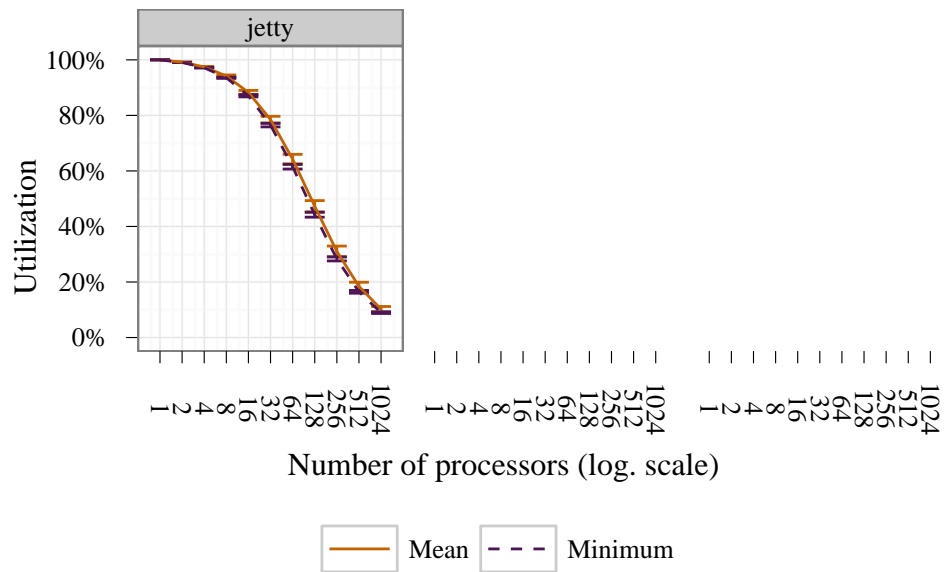 jetty
100%
80%
60%
40%
20%
0%
Utilization
1 2 4 8 16 32 64 128 256 512 1024
1 2 4 8 16 32 64 128 256 512 1024
1 2 4 8 16 32 64 128 256 512 1024
Number of processors (log. scale)
Mean Minimum